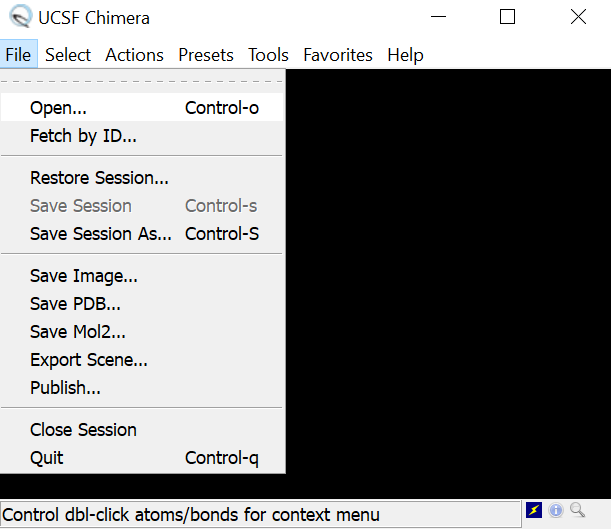 UCSF Chimera
File Select Actions Presets Tools Favorites Help
Open... Control-o
Fetch by ID...
Restore Session...
Save Session Control-s
Save Session As... Control-S
Save Image...
Save PDB...
Save Mol2...
Export Scene...
Publish...
Close Session
Quit Control-q
Control dbl-click atoms/bonds for context menu